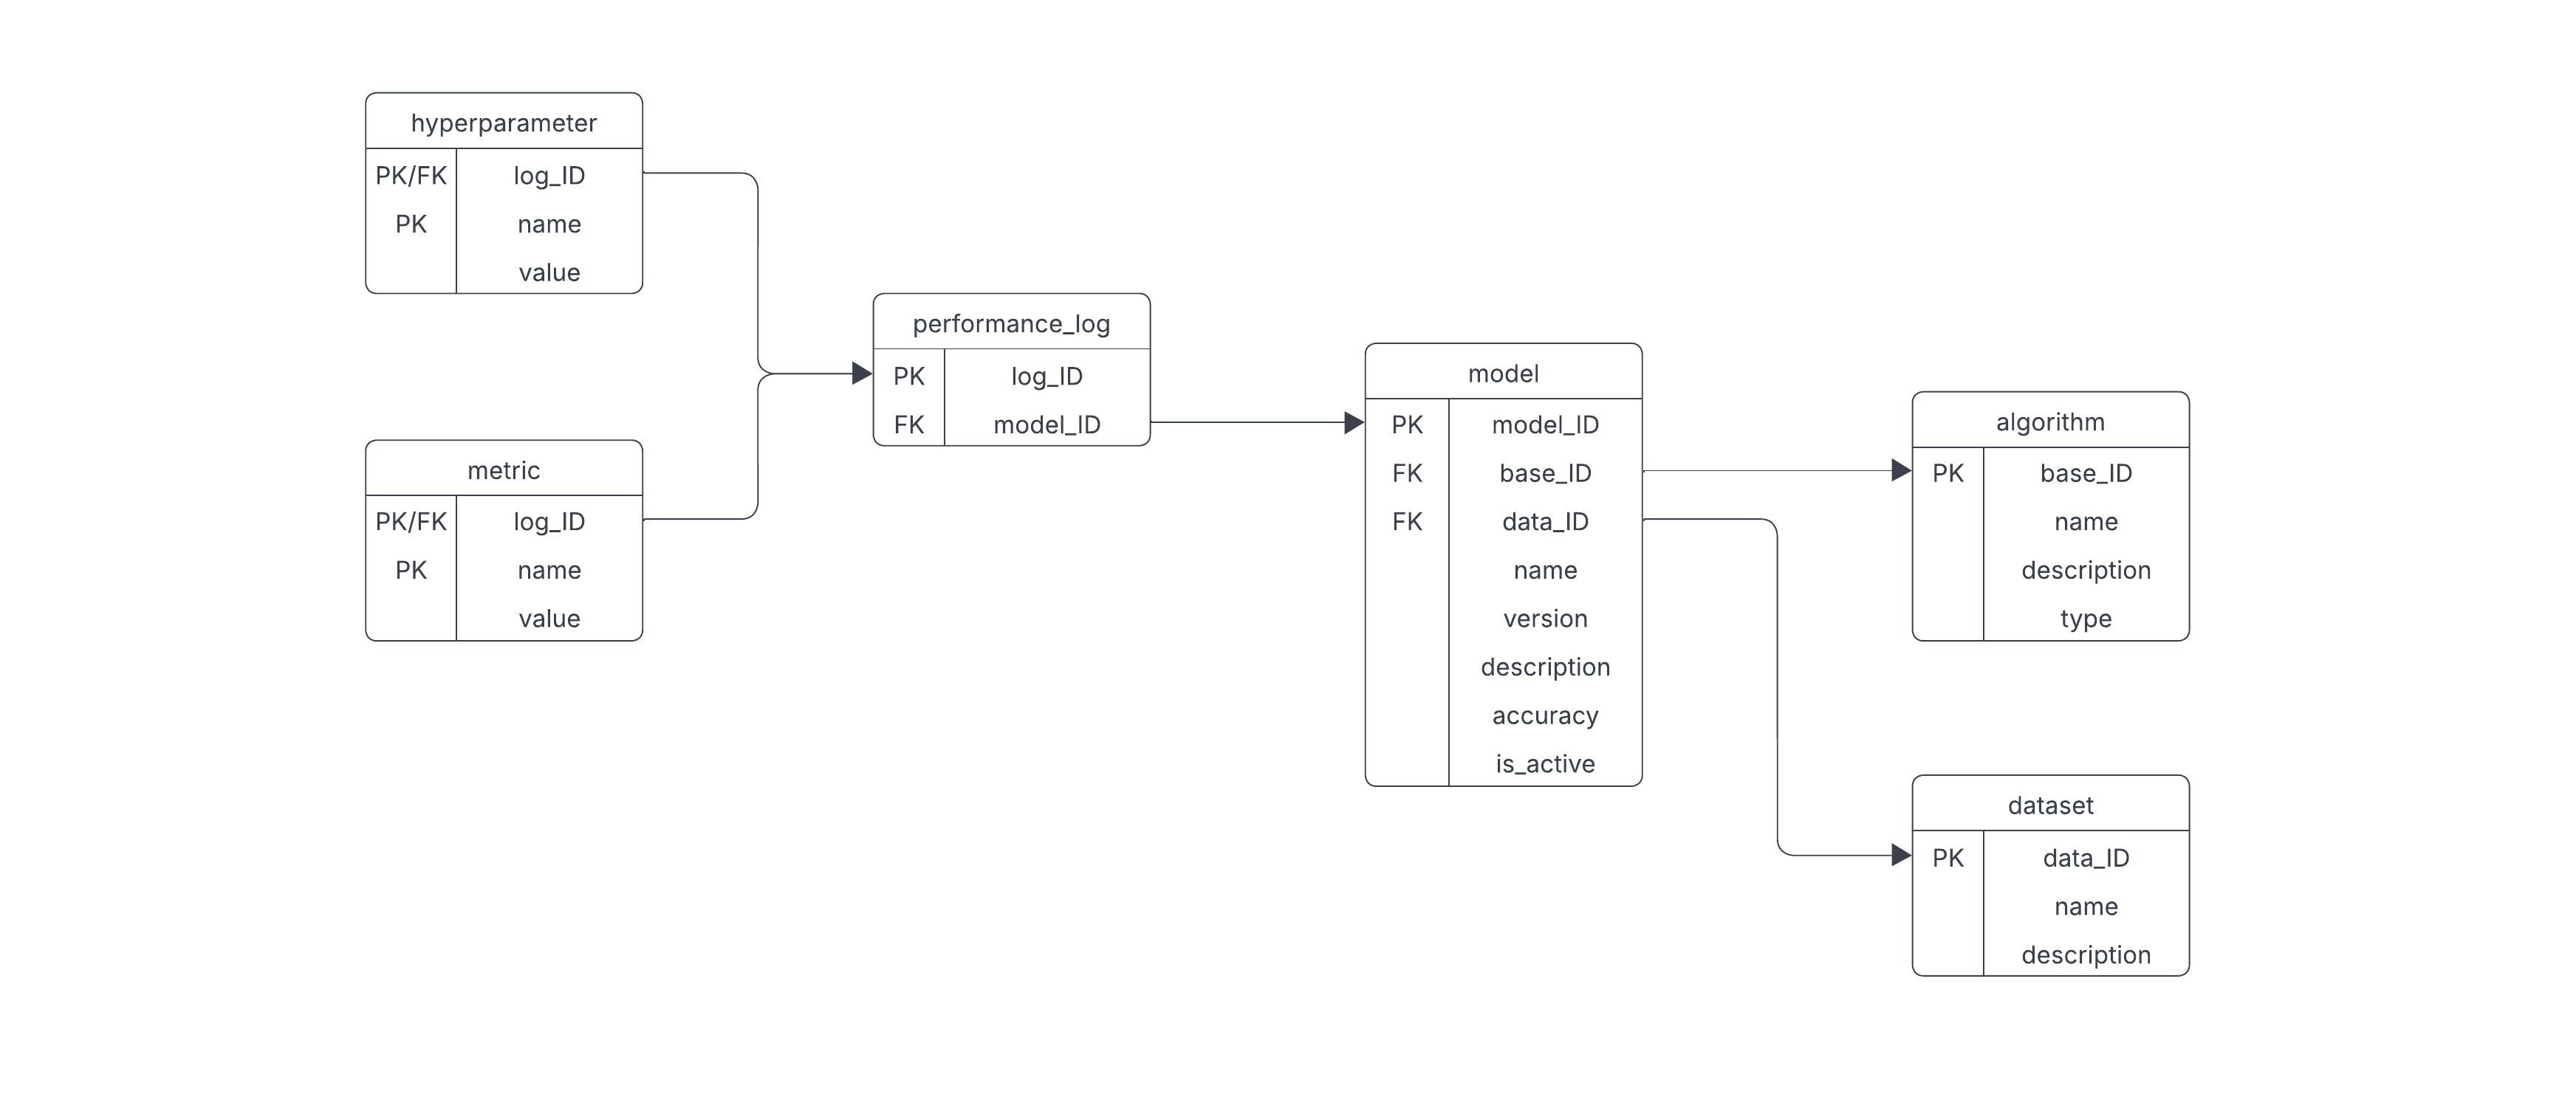 hyperparameter
PK/FK log_ID
PK name
value
metric
PK/FK log_ID
PK name
value
performance_log
PK log_ID
FK model_ID
model
PK model_ID
FK base_ID
FK data_ID
name
version
description
accuracy
is_active
algorithm
PK base_ID
name
description
type
dataset
PK data_ID
name
description